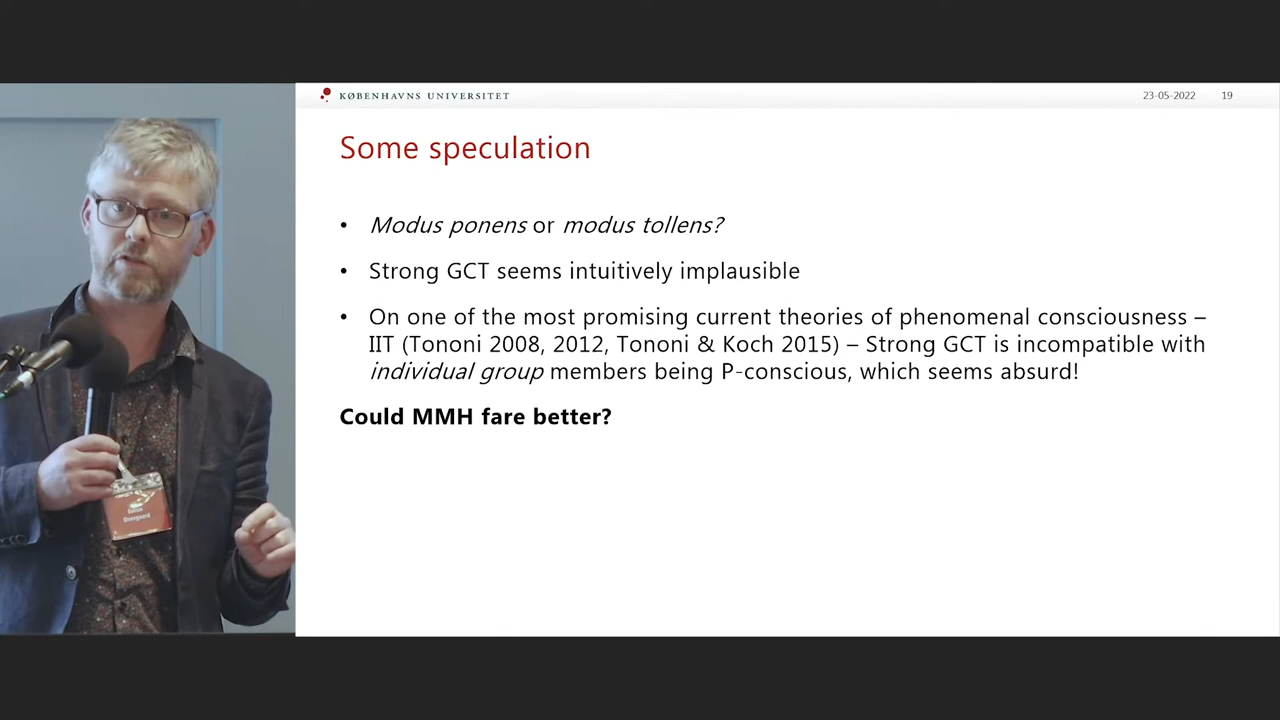 KØBENHAVNS UNIVERSITET
23-05-2022 19
Some speculation
• Modus ponens or modus tollens?
• Strong GCT seems intuitively implausible
• On one of the most promising current theories of phenomenal consciousness –
IIT (Tononi 2008, 2012, Tononi & Koch 2015) – Strong GCT is incompatible with
individual group members being P-conscious, which seems absurd!
Could MMH fare better?
Overgaard